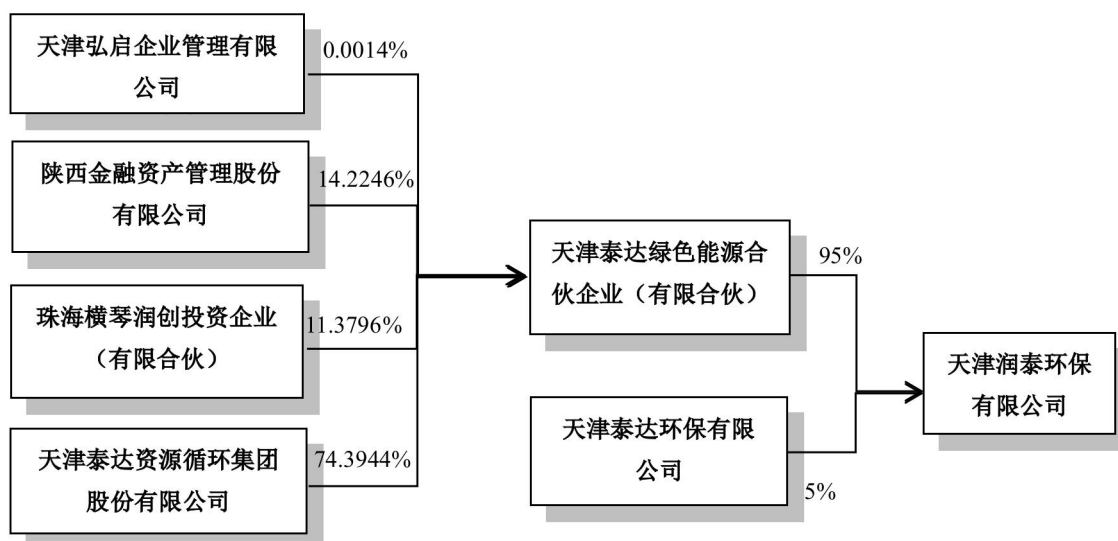 天津弘启企业管理有限
公司
0.0014%
陕西金融资产管理股份
有限公司
14.2246%
珠海横琴润创投资企业
（有限合伙）
11.3796%
天津泰达资源循环集团
股份有限公司
74.3944%
天津泰达绿色能源合
伙企业（有限合伙）
95%
天津泰达环保有限
公司
5%
天津润泰环保
有限公司